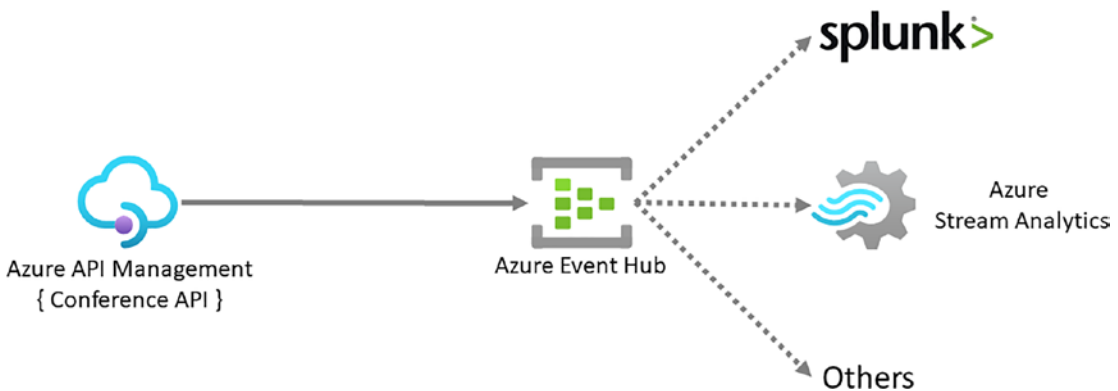 splunk>
Azure
Stream Analytics
Azure API Management
{ Conference API }
Azure Event Hub
Others